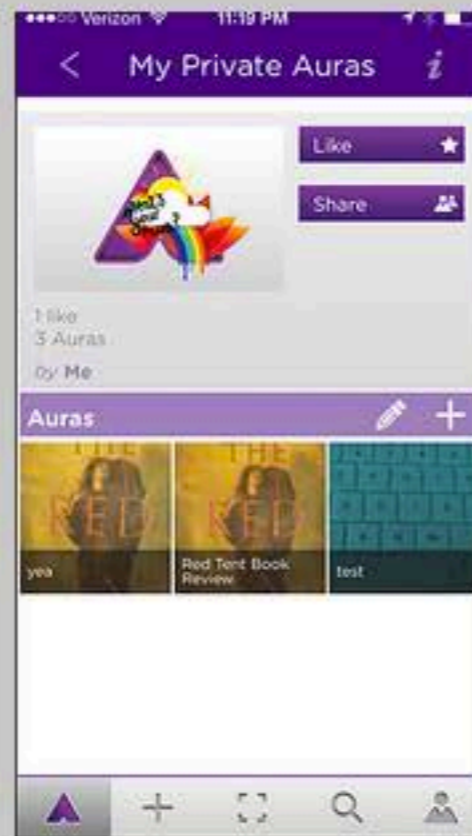 Verizon 11:19 PM
My Private Auras i
Like
Share
1 like
3 Auras
by Me
Auras
THE
RED
yea
THE
RED
Red Tent Book
Review
test